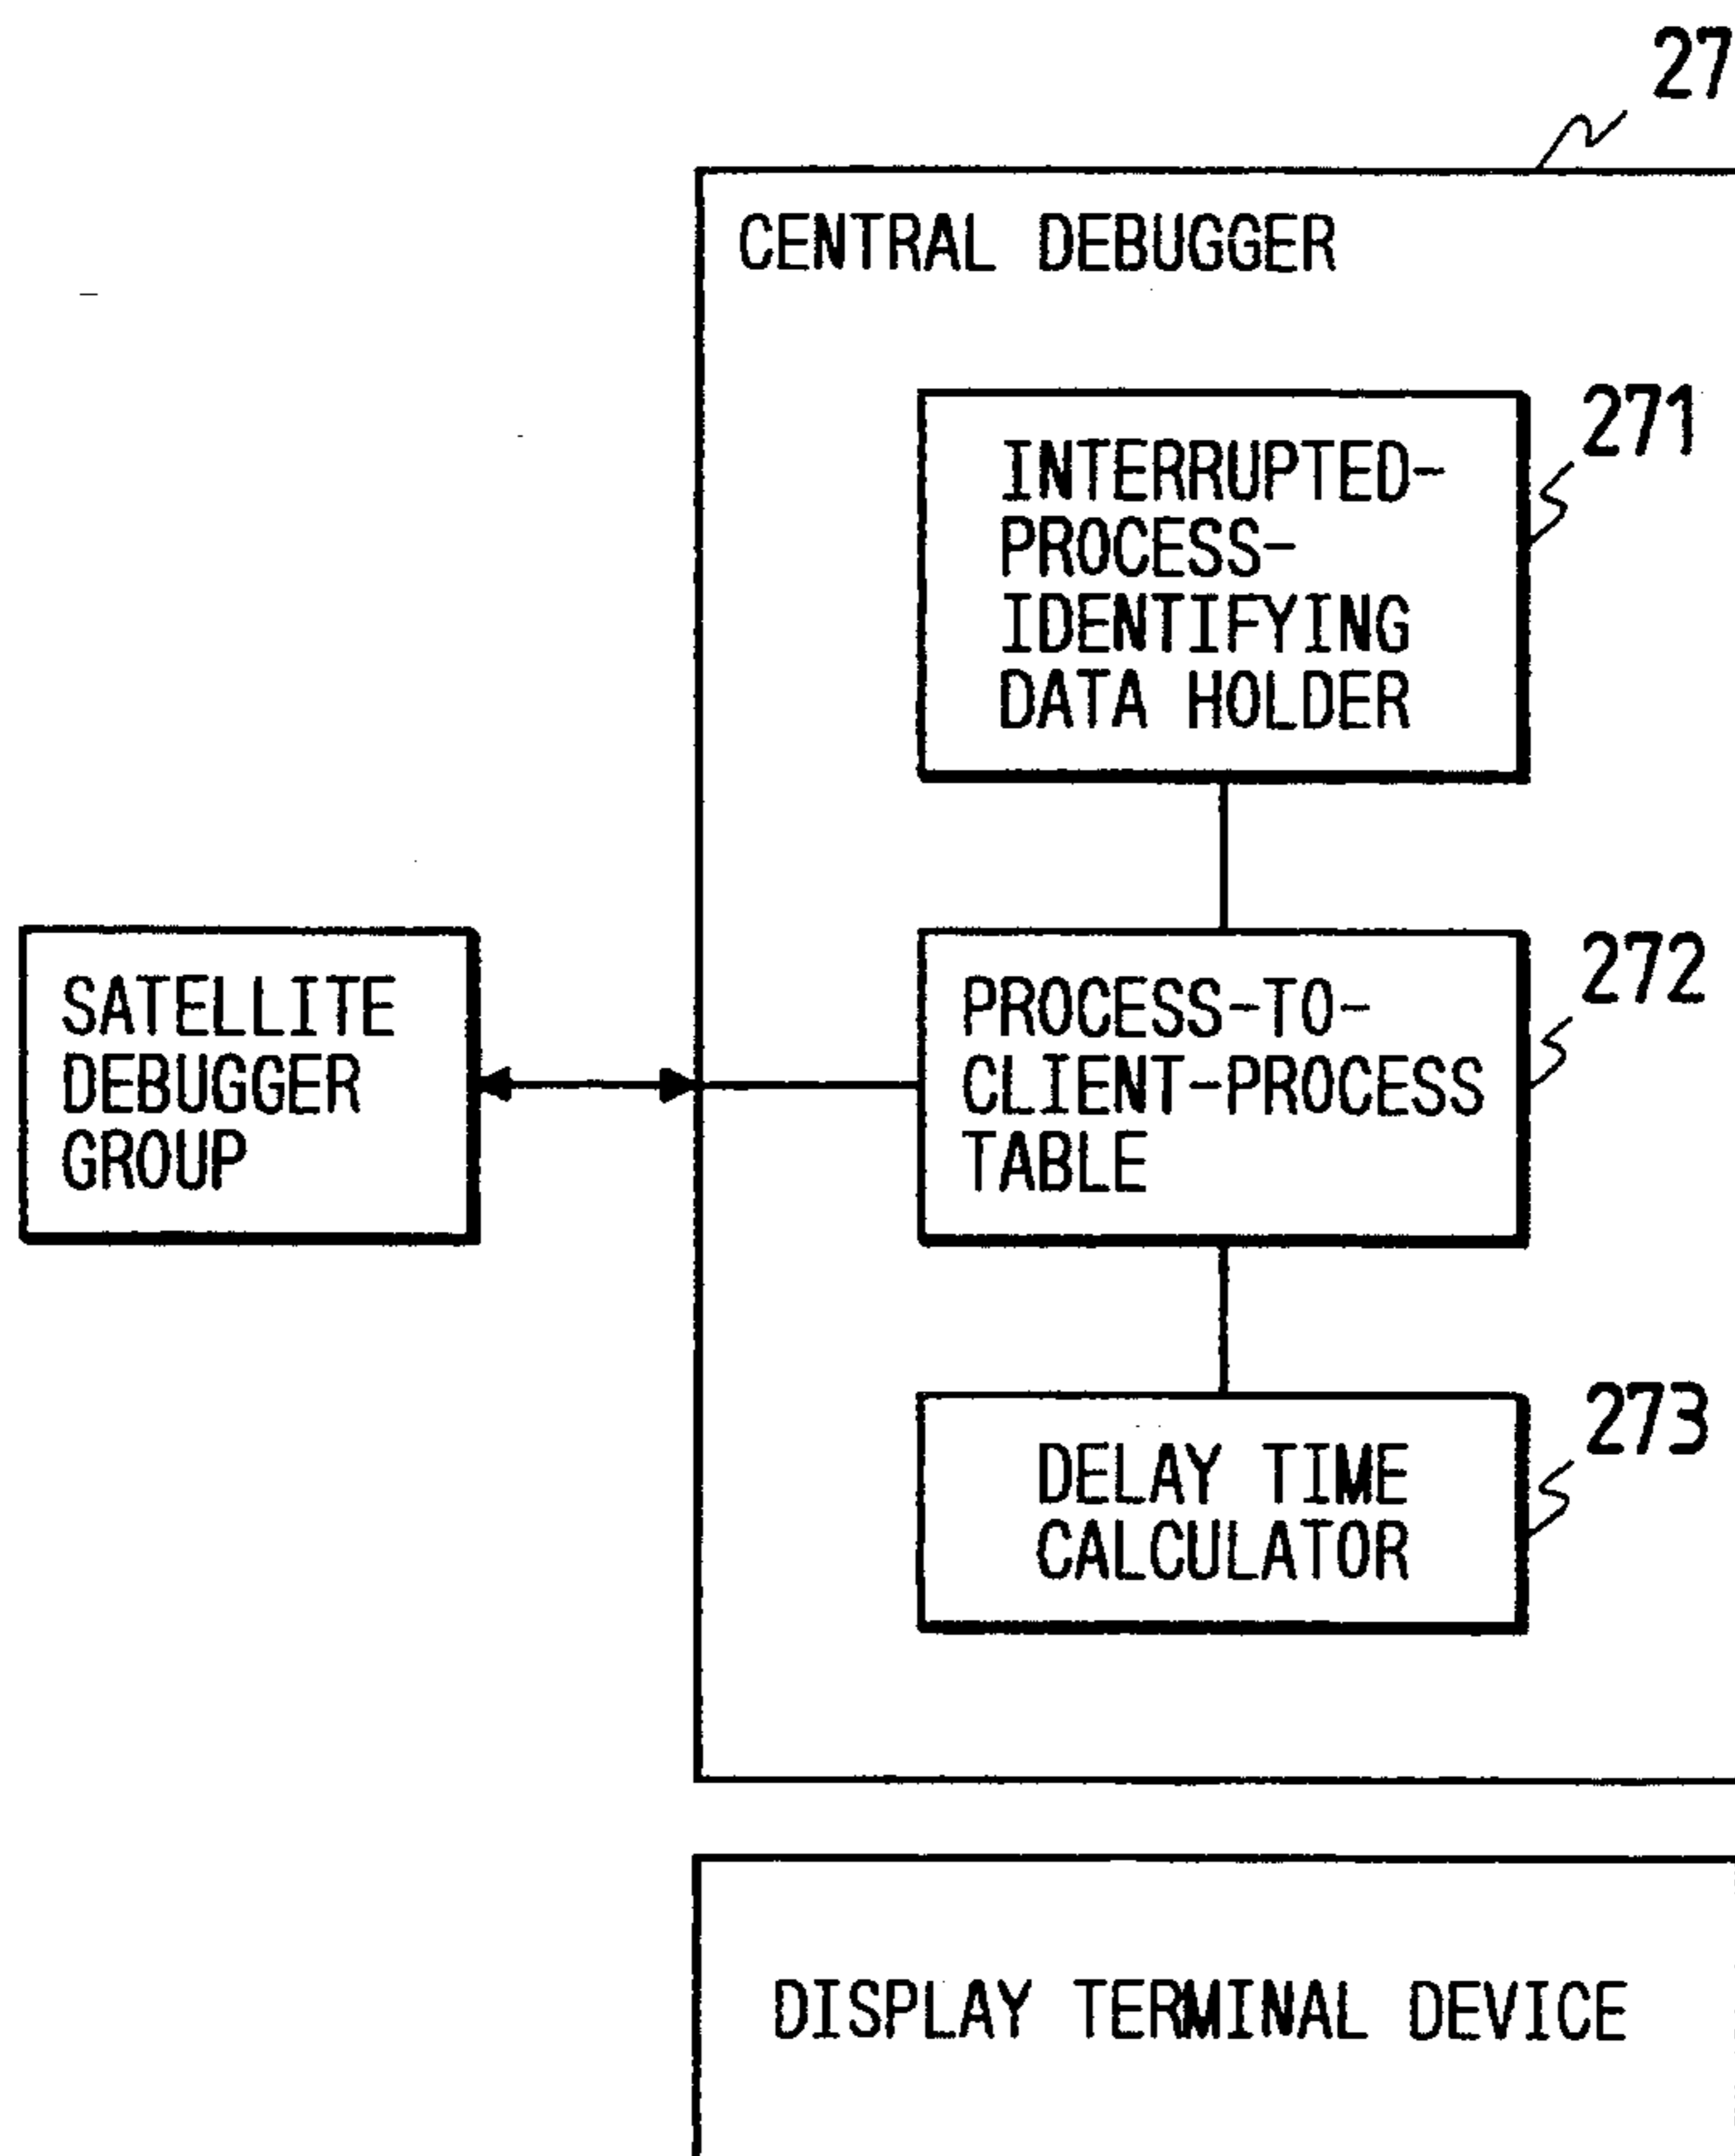 27
CENTRAL DEBUGGER
271
INTERRUPTED-
PROCESS-
IDENTIFYING
DATA HOLDER
SATELLITE
DEBUGGER
GROUP
272
PROCESS-TO-
CLIENT-PROCESS
TABLE
273
DELAY TIME
CALCULATOR
DISPLAY TERMINAL DEVICE